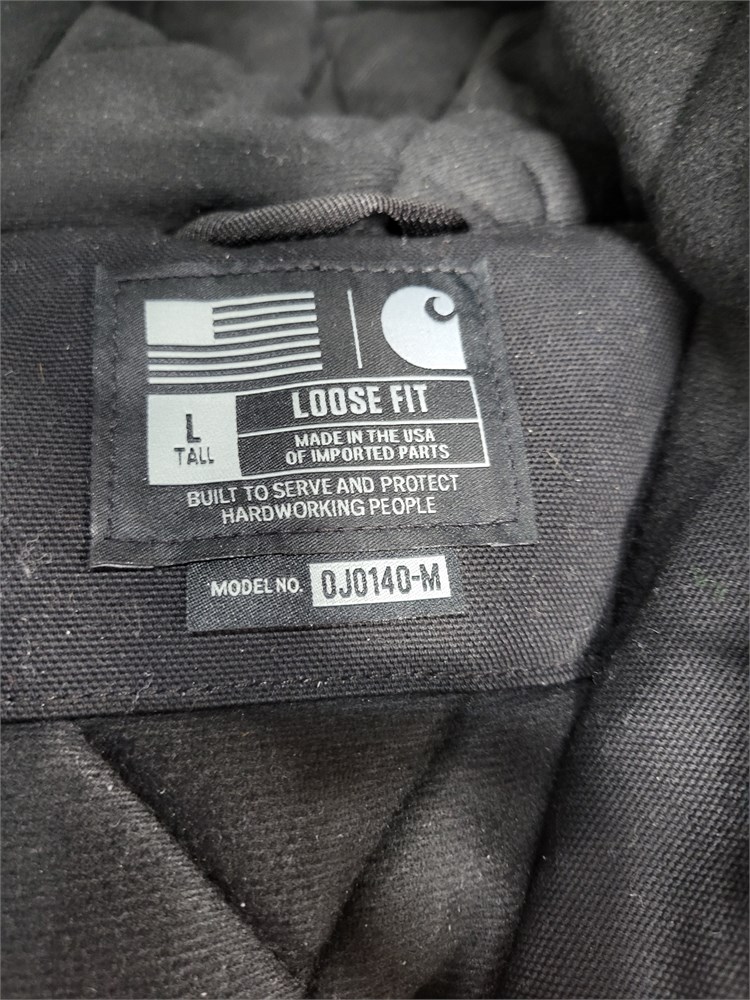 LOOSE FIT
L
TALL
MADE IN THE USA
OF IMPORTED PARTS
BUILT TO SERVE AND PROTECT
HARDWORKING PEOPLE
MODEL NO. 0J0140-M